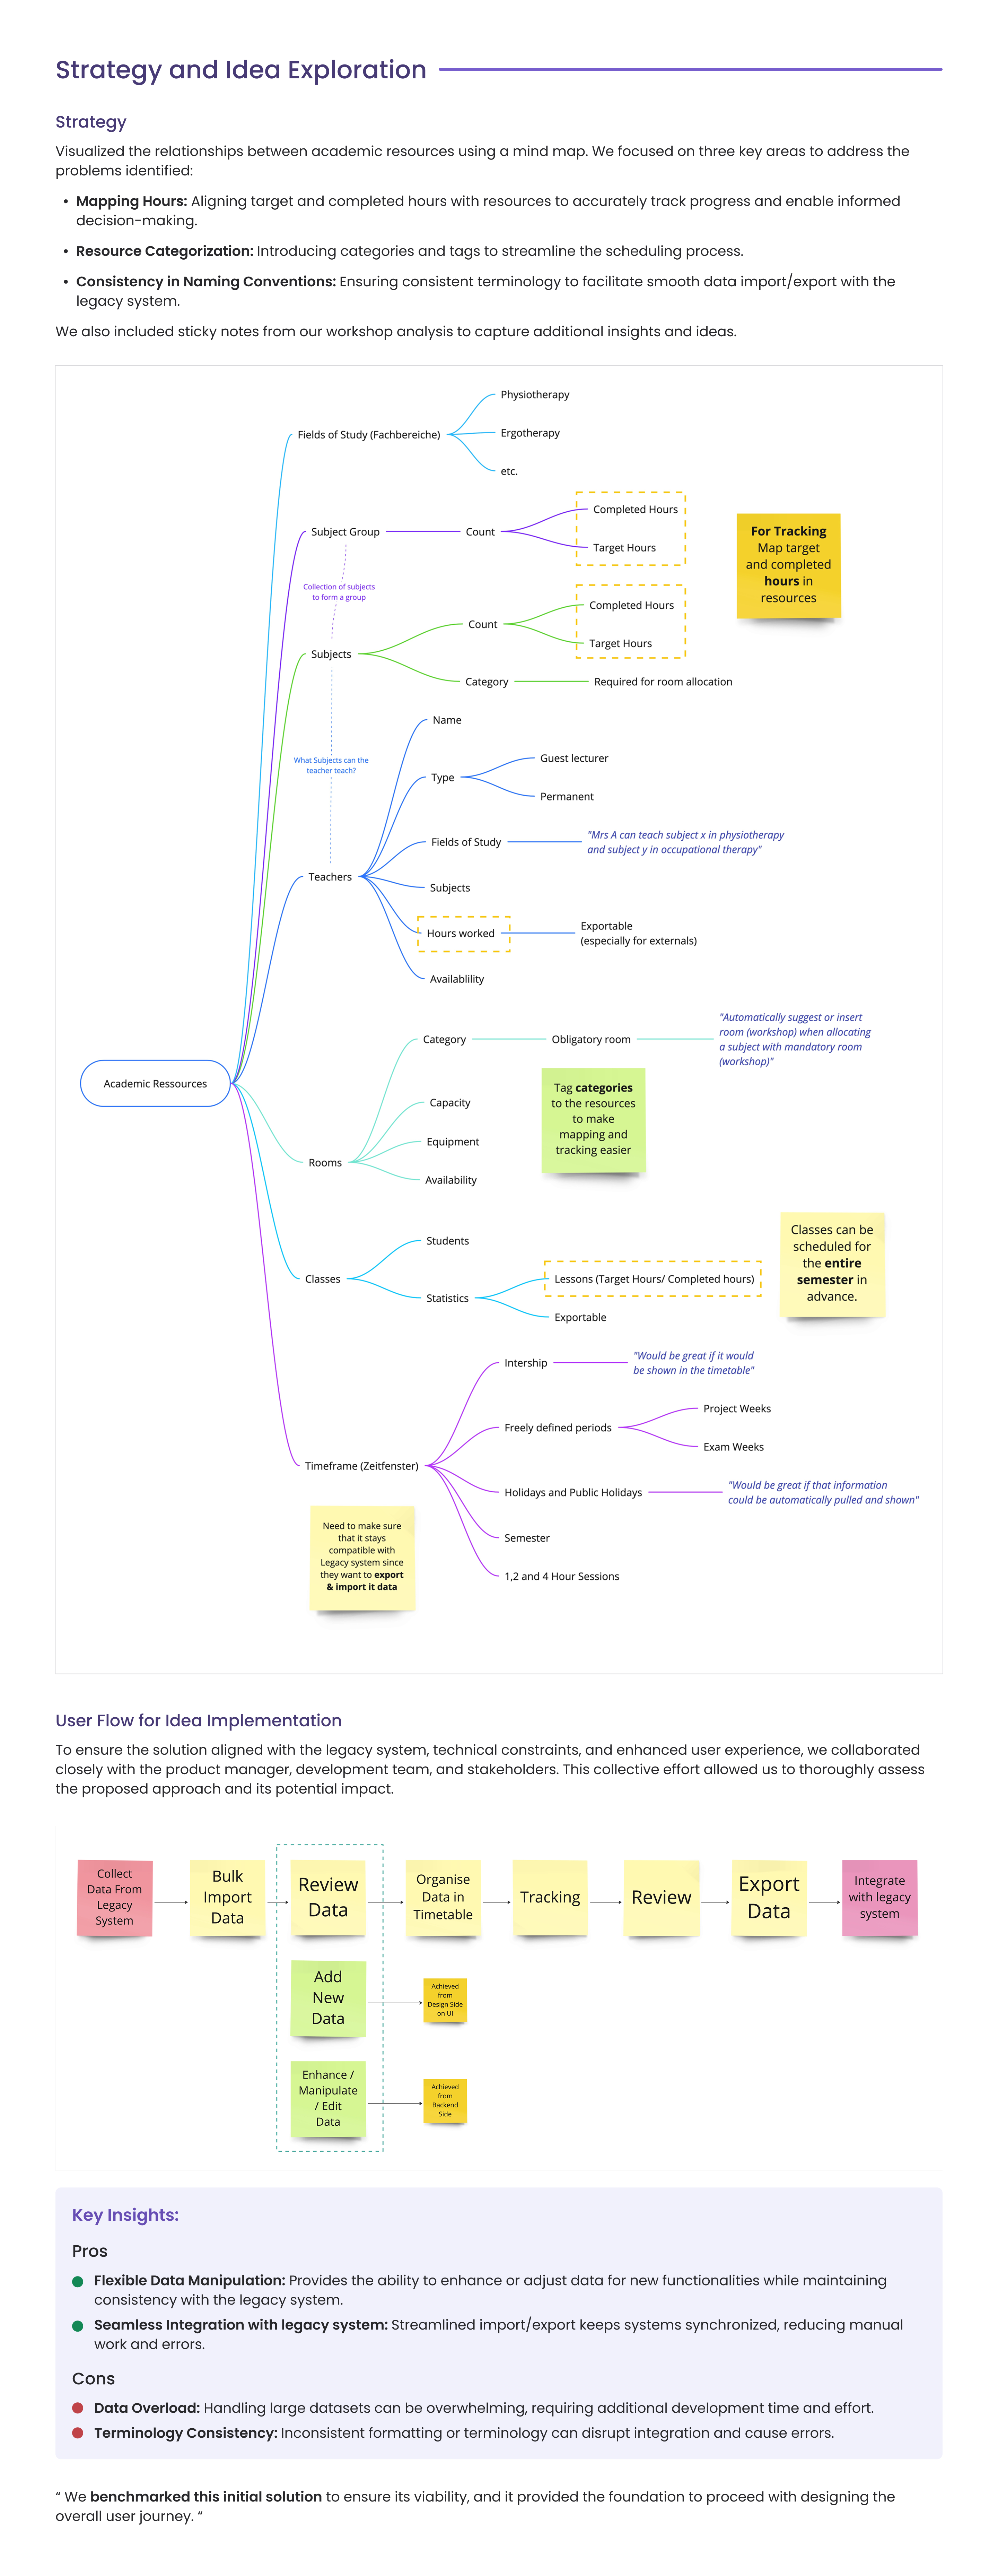 Strategy and Idea Exploration
Strategy
Visualized the relationships between academic resources using a mind map. We focused on three key areas to address the
problems identified:
• Mapping Hours: Aligning target and completed hours with resources to accurately track progress and enable informed
decision-making.
• Resource Categorization: Introducing categories and tags to streamline the scheduling process.
• Consistency in Naming Conventions: Ensuring consistent terminology to facilitate smooth data import/export with the
legacy system.
We also included sticky notes from our workshop analysis to capture additional insights and ideas.
Academic Ressources
Fields of Study (Fachbereiche)
Physiotherapy
Ergotherapy
etc.
Subject Group
Count
Completed Hours
Target Hours
For Tracking
Map target
and completed
hours in
resources
Collection of subjects
to form a group
Subjects
Count
Completed Hours
Target Hours
Category
Required for room allocation
What Subjects can the
teacher teach?
Teachers
Name
Type
Guest lecturer
Permanent
Fields of Study
"Mrs A can teach subject x in physiotherapy
and subject y in occupational therapy"
Subjects
Hours worked
Exportable
(especially for externals)
Availablility
Rooms
Category
Obligatory room
"Automatically suggest or insert
room (workshop) when allocating
a subject with mandatory room
(workshop)"
Capacity
Equipment
Availability
Tag categories
to the resources
to make
mapping and
tracking easier
Classes
Students
Statistics
Lessons (Target Hours/ Completed hours)
Exportable
Classes can be
scheduled for
the entire
semester in
advance.
Timeframe (Zeitfenster)
Intership
"Would be great if it would
be shown in the timetable"
Freely defined periods
Project Weeks
Exam Weeks
Holidays and Public Holidays
"Would be great if that information
could be automatically pulled and shown"
Semester
1,2 and 4 Hour Sessions
Need to make sure
that it stays
compatible with
Legacy system since
they want to export
& import it data
User Flow for Idea Implementation
To ensure the solution aligned with the legacy system, technical constraints, and enhanced user experience, we collaborated
closely with the product manager, development team, and stakeholders. This collective effort allowed us to thoroughly assess
the proposed approach and its potential impact.
Collect
Data From
Legacy
System
Bulk
Import
Data
Review
Data
Organise
Data in
Timetable
Tracking
Review
Export
Data
Integrate
with legacy
system
Add
New
Data
Achieved
from
Design Side
on UI
Enhance /
Manipulate
/ Edit
Data
Achieved
from
Backend
Side
Key Insights:
Pros
Flexible Data Manipulation: Provides the ability to enhance or adjust data for new functionalities while maintaining
consistency with the legacy system.
Seamless Integration with legacy system: Streamlined import/export keeps systems synchronized, reducing manual
work and errors.
Cons
Data Overload: Handling large datasets can be overwhelming, requiring additional development time and effort.
Terminology Consistency: Inconsistent formatting or terminology can disrupt integration and cause errors.
“ We benchmarked this initial solution to ensure its viability, and it provided the foundation to proceed with designing the
overall user journey. “